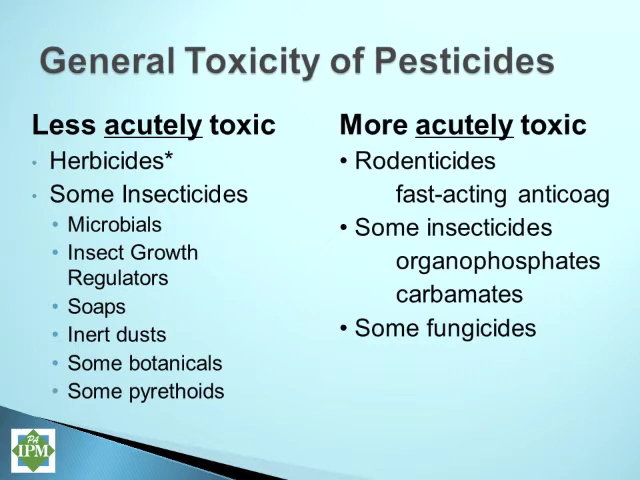 General Toxicity of Pesticides
Less acutely toxic
• Herbicides*
• Some Insecticides
• Microbials
• Insect Growth
Regulators
• Soaps
• Inert dusts
• Some botanicals
• Some pyrethoids
More acutely toxic
• Rodenticides
fast-acting anticoag
• Some insecticides
organophosphates
carbamates
• Some fungicides
PA
IPM